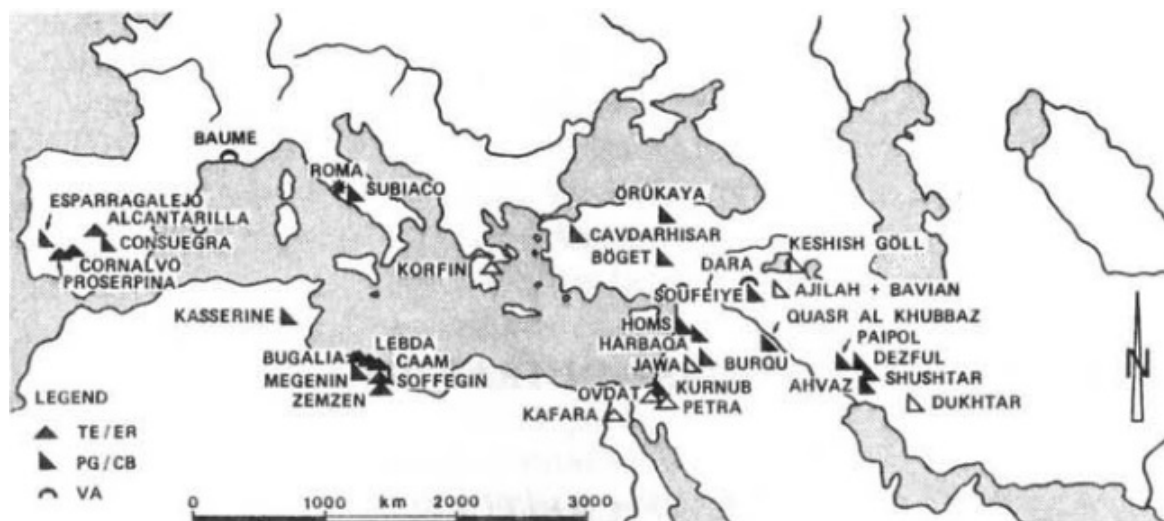 BAUME
ROMA
SUBIACO
ESPARRAGALEJO
ALCANTARILLA
CONSUEGRA
CORNALVO
PROSERPINA
ÖRÜKAYA
CAVDARHISAR
BÖGET
KORFIN
KESHISH GÖLL
DARA
AJILAH + BAVIAN
SOUFEIYE
QUASR AL KHUBBAZ
KASSERINE
HOMS
PAIPOL
HARBAQA
LEBDA
BUGALIA
CAAM
JAWA
BURQU
DEZFUL
MEGENIN
SOFFEGIN
KURNUB
AHVAZ
SHUSHTAR
ZEMZEN
OVDAT
PETRA
DUKHTAR
KAFARA
N
LEGEND
TE/ER
PG/CB
VA
0 1000 km 2000 3000